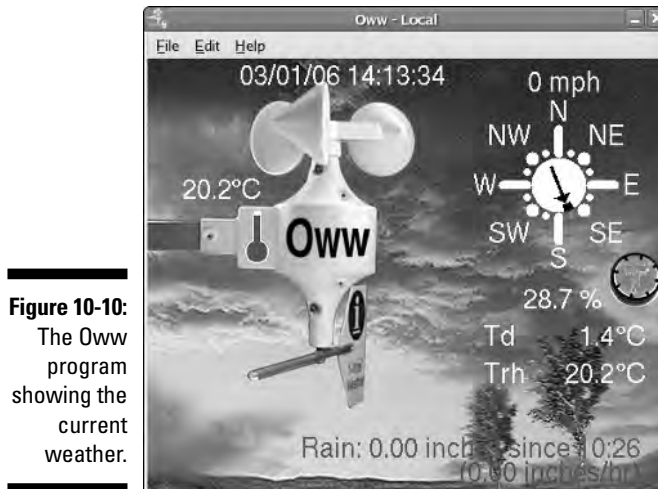 Oww - Local
File Edit Help
03/01/06 14:13:34
0 mph
N
NW NE
W E
SW SE
S
20.2°C
Oww
28.7 %
Td 1.4°C
Trh 20.2°C
Rain: 0.00 inches since 10:26
(0.00 inches/hr)
Figure 10-10:
The Oww
program
showing the
current
weather.